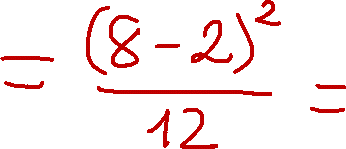 = (8-2)² / 12 =